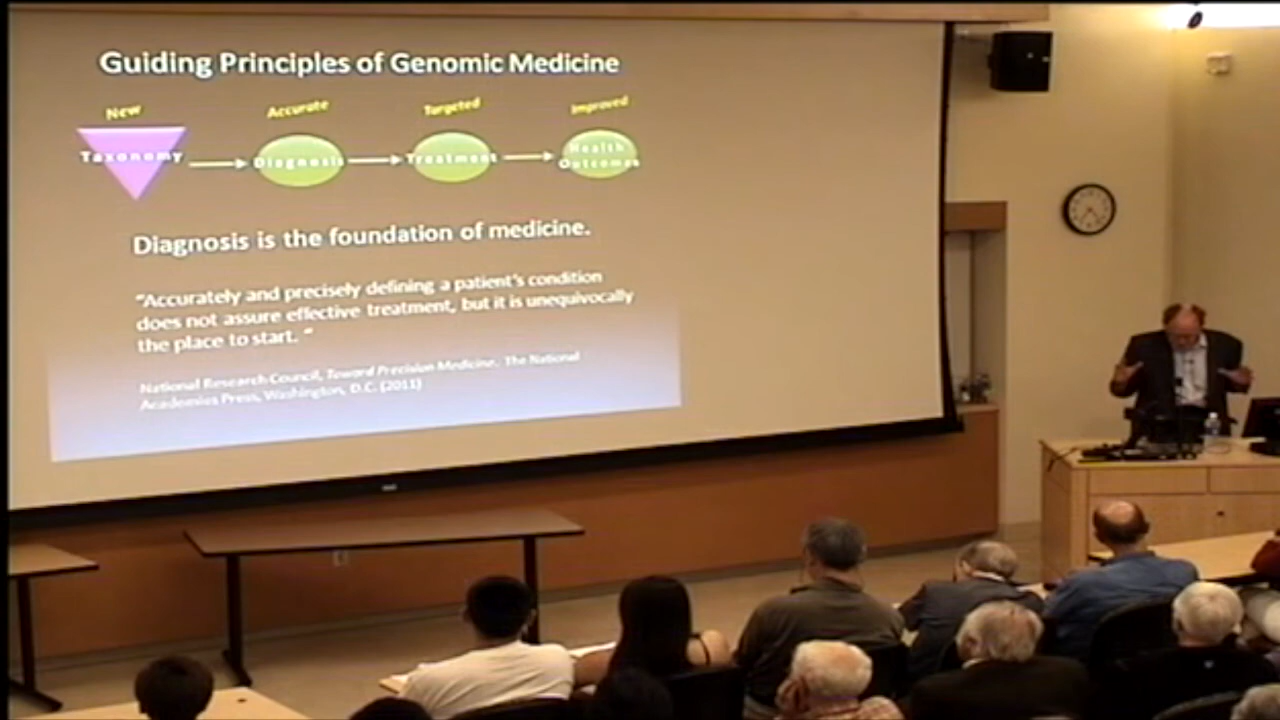 Guiding Principles of Genomic Medicine
New Accurate Targeted Improved
Taxonomy Diagnosis Treatment Health
Outcomes
Diagnosis is the foundation of medicine.
"Accurately and precisely defining a patient's condition
does not assure effective treatment, but it is unequivocally
the place to start. "
National Research Council, Toward Precision Medicine. The National
Academies Press, Washington, D.C. (2011)